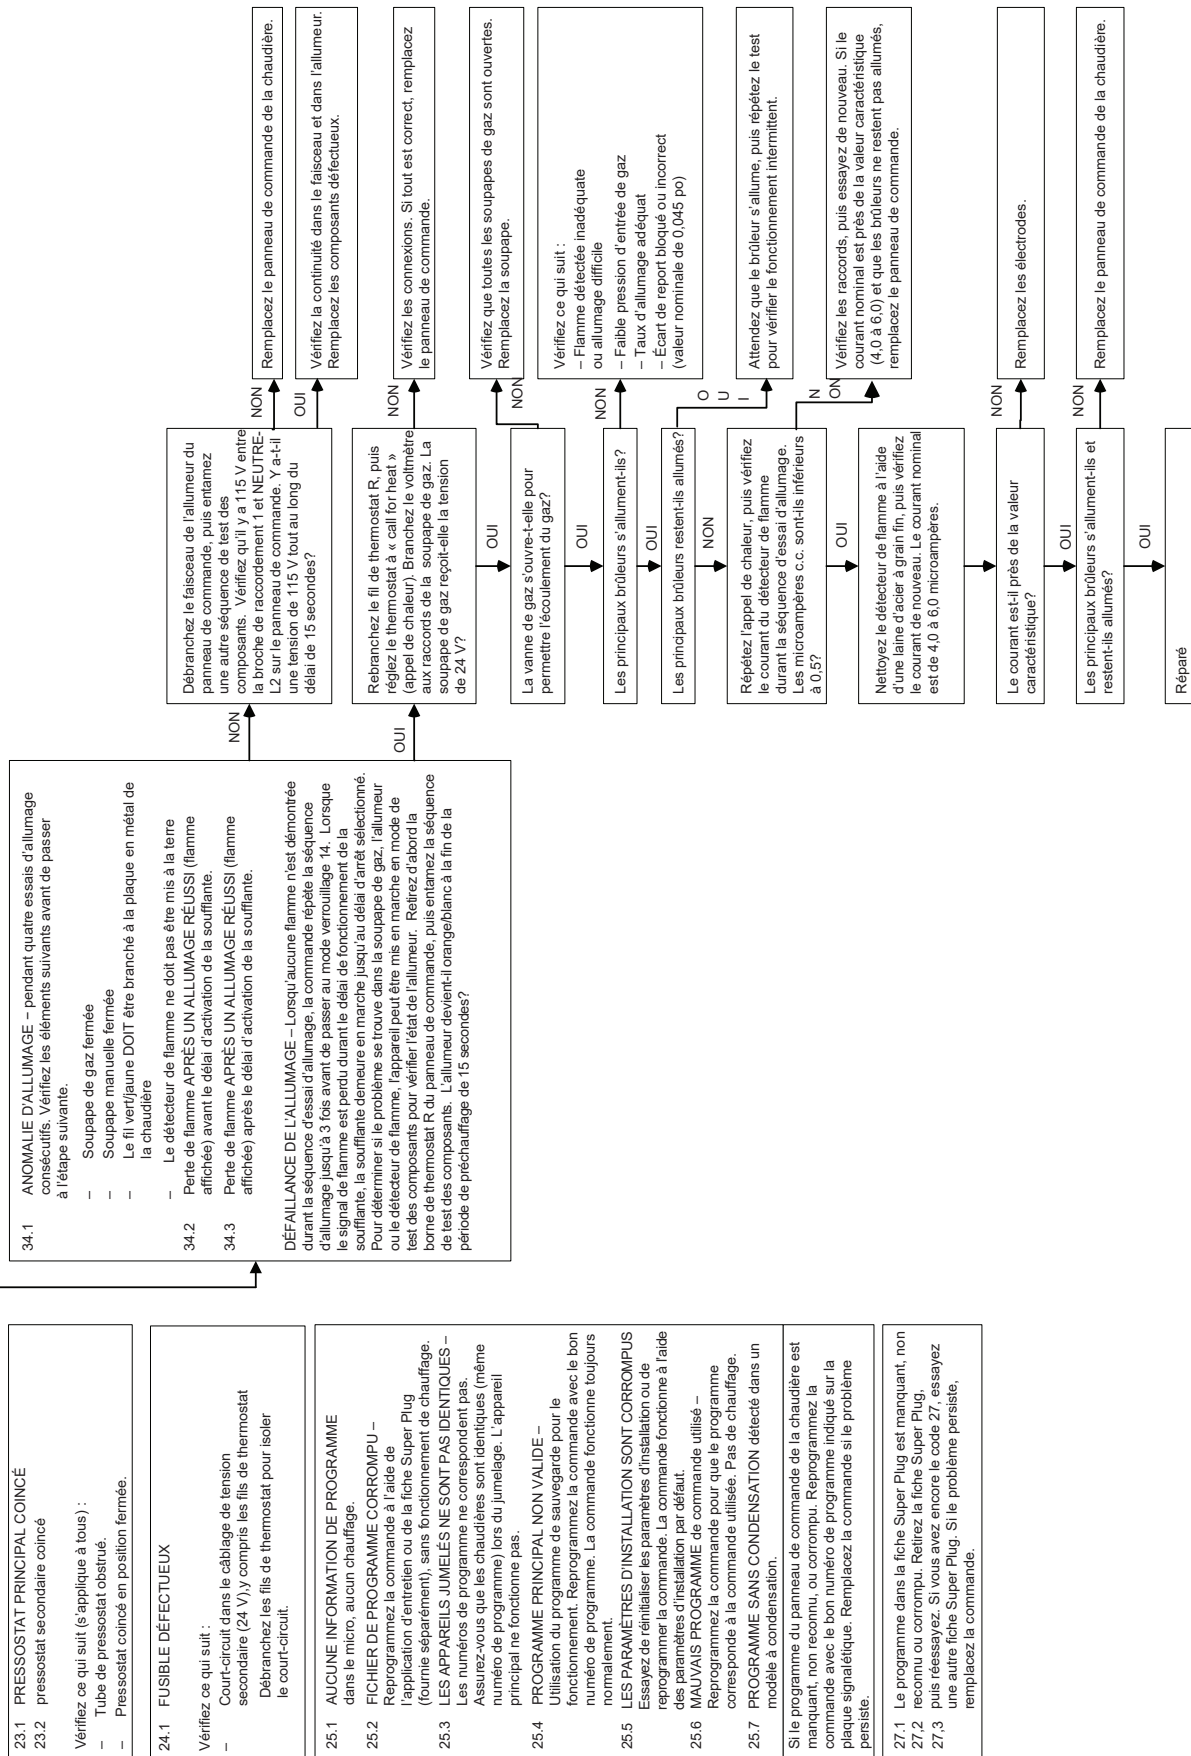 23.1 PRESSOSTAT PRINCIPAL COINCÉ
23.2 pressostat secondaire coincé
Vérifiez ce qui suit (s'applique à tous) :
– Tube de pressostat obstrué.
– Pressostat coincé en position fermée.
24.1 FUSIBLE DÉFECTUEUX
Vérifiez ce qui suit :
– Court-circuit dans le câblage de tension
secondaire (24 V),y compris les fils de thermostat
Débranchez les fils de thermostat pour isoler
le court-circuit.
25.1 AUCUNE INFORMATION DE PROGRAMME
dans le micro, aucun chauffage.
25.2 FICHIER DE PROGRAMME CORROMPU –
Reprogrammez la commande à l'aide de
l'application d'entretien ou de la fiche Super Plug
(fournie séparément), sans fonctionnement de chauffage.
25.3 LES APPAREILS JUMELÉS NE SONT PAS IDENTIQUES –
Les numéros de programme ne correspondent pas.
Assurez-vous que les chaudières sont identiques (même
numéro de programme) lors du jumelage. L'appareil
principal ne fonctionne pas.
25.4 PROGRAMME PRINCIPAL NON VALIDE –
Utilisation du programme de sauvegarde pour le
fonctionnement. Reprogrammez la commande avec le bon
numéro de programme. La commande fonctionne toujours
normalement.
25.5 LES PARAMÈTRES D'INSTALLATION SONT CORROMPUS
Essayez de réinitialiser les paramètres d'installation ou de
reprogrammer la commande. La commande fonctionne à l'aide
des paramètres d'installation par défaut.
25.6 MAUVAIS PROGRAMME de commande utilisé –
Reprogrammez la commande pour que le programme
corresponde à la commande utilisée. Pas de chauffage.
25.7 PROGRAMME SANS CONDENSATION détecté dans un
modèle à condensation.
Si le programme du panneau de commande de la chaudière est
manquant, non reconnu, ou corrompu. Reprogrammez la
commande avec le bon numéro de programme indiqué sur la
plaque signalétique. Remplacez la commande si le problème
persiste.
27.1 Le programme dans la fiche Super Plug est manquant, non
27,2 reconnu ou corrompu. Retirez la fiche Super Plug,
27,3 puis réessayez. Si vous avez encore le code 27, essayez
une autre fiche Super Plug. Si le problème persiste,
remplacez la commande.
34.1 ANOMALIE D'ALLUMAGE – pendant quatre essais d'allumage
consécutifs. Vérifiez les éléments suivants avant de passer
à l'étape suivante.
– Soupape de gaz fermée
– Soupape manuelle fermée
– Le fil vert/jaune DOIT être branché à la plaque en métal de
la chaudière
– Le détecteur de flamme ne doit pas être mis à la terre
34.2 Perte de flamme APRÈS UN ALLUMAGE RÉUSSI (flamme
affichée) avant le délai d'activation de la soufflante.
34.3 Perte de flamme APRÈS UN ALLUMAGE RÉUSSI (flamme
affichée) après le délai d'activation de la soufflante.
DÉFAILLANCE DE L'ALLUMAGE – Lorsqu'aucune flamme n'est démontrée
durant la séquence d'essai d'allumage, la commande répète la séquence
d'allumage jusqu'à 3 fois avant de passer au mode verrouillage 14. Lorsque
le signal de flamme est perdu durant le délai de fonctionnement de la
soufflante, la soufflante demeure en marche jusqu'au délai d'arrêt sélectionné.
Pour déterminer si le problème se trouve dans la soupape de gaz, l'allumeur
ou le détecteur de flamme, l'appareil peut être mis en marche en mode de
test des composants pour vérifier l'état de l'allumeur. Retirez d'abord la
borne de thermostat R du panneau de commande, puis entamez la séquence
de test des composants. L'allumeur devient-il orange/blanc à la fin de la
période de préchauffage de 15 secondes?
NON
OUI
Débranchez le faisceau de l'allumeur du
panneau de commande, puis entamez
une autre séquence de test des
composants. Vérifiez qu'il y a 115 V entre
la broche de raccordement 1 et NEUTRE-
L2 sur le panneau de commande. Y a-t-il
une tension de 115 V tout au long du
délai de 15 secondes?
NON
Remplacez le panneau de commande de la chaudière.
OUI
Vérifiez la continuité dans le faisceau et dans l'allumeur.
Remplacez les composants défectueux.
Rebranchez le fil de thermostat R, puis
réglez le thermostat à « call for heat »
(appel de chaleur). Branchez le voltmètre
aux raccords de la soupape de gaz. La
soupape de gaz reçoit-elle la tension
de 24 V?
NON
Vérifiez les connexions. Si tout est correct, remplacez
le panneau de commande.
OUI
La vanne de gaz s'ouvre-t-elle pour
permettre l'écoulement du gaz?
NON
Vérifiez que toutes les soupapes de gaz sont ouvertes.
Remplacez la soupape.
OUI
Les principaux brûleurs s'allument-ils?
NON
Vérifiez ce qui suit :
– Flamme détectée inadéquate
ou allumage difficile
– Faible pression d'entrée de gaz
– Taux d'allumage adéquat
– Écart de report bloqué ou incorrect
(valeur nominale de 0,045 po)
OUI
Les principaux brûleurs restent-ils allumés?
OUI
Attendez que le brûleur s'allume, puis répétez le test
pour vérifier le fonctionnement intermittent.
NON
Répétez l'appel de chaleur, puis vérifiez
le courant du détecteur de flamme
durant la séquence d'essai d'allumage.
Les microampères c.c. sont-ils inférieurs
à 0,5?
NON
Vérifiez les raccords, puis essayez de nouveau. Si le
courant nominal est près de la valeur caractéristique
(4,0 à 6,0) et que les brûleurs ne restent pas allumés,
remplacez le panneau de commande.
OUI
Nettoyez le détecteur de flamme à l'aide
d'une laine d'acier à grain fin, puis vérifiez
le courant de nouveau. Le courant nominal
est de 4,0 à 6,0 microampères.
Le courant est-il près de la valeur
caractéristique?
NON
Remplacez les électrodes.
OUI
Les principaux brûleurs s'allument-ils et
restent-ils allumés?
NON
Remplacez le panneau de commande de la chaudière.
OUI
Réparé